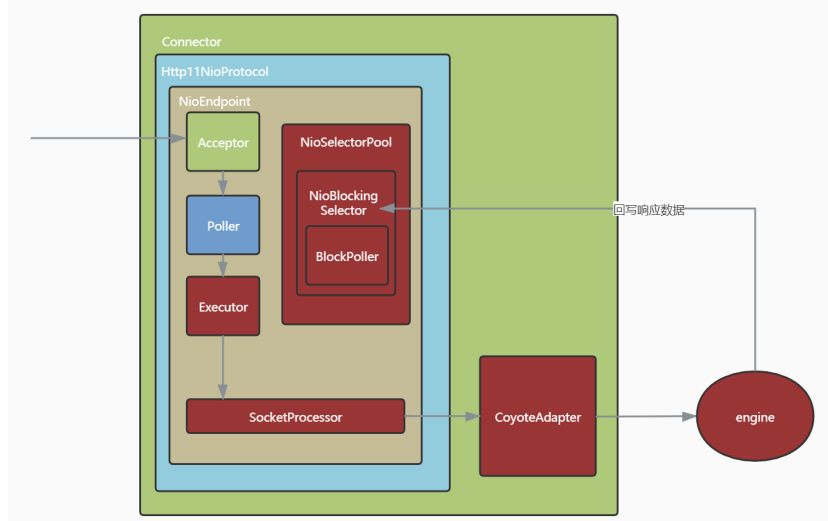 Connector
Http11NioProtocol
NioEndpoint
Acceptor
NioSelectorPool
NioBlocking
Selector
Poller
回写响应数据
BlockPoller
Executor
SocketProcessor
CoyoteAdapter
engine